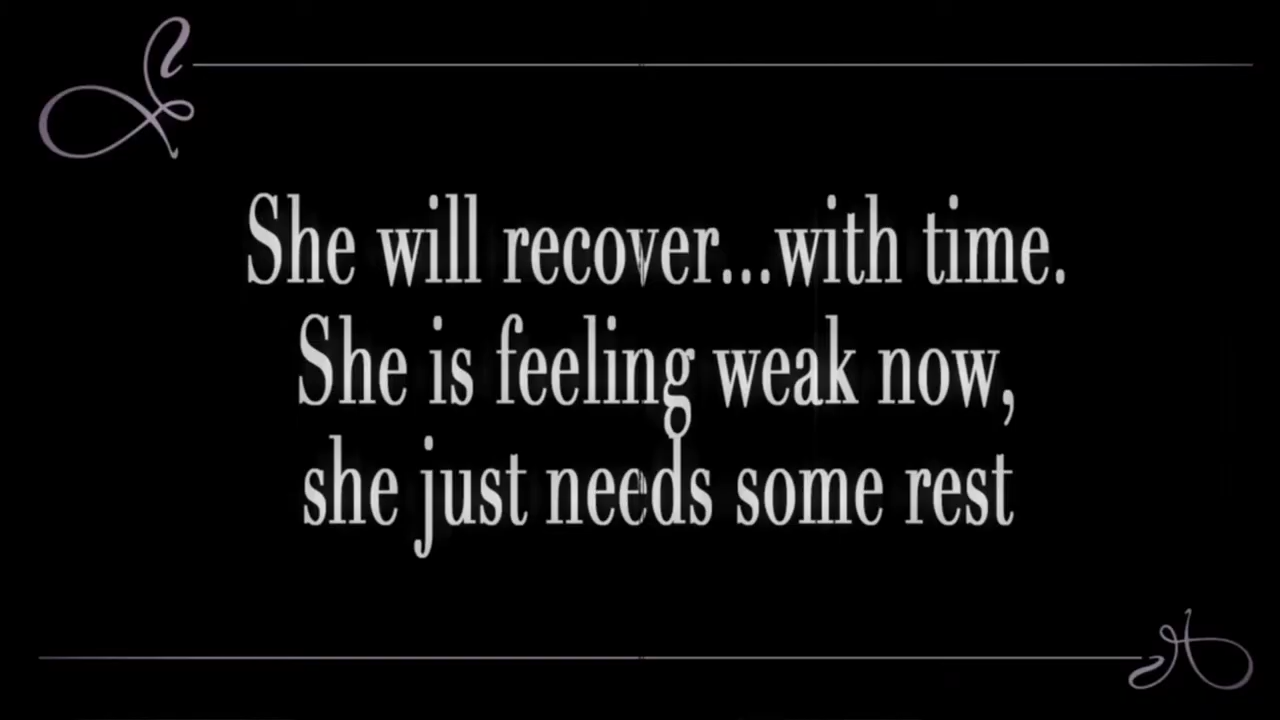 She will recover...with time.
She is feeling weak now,
she just needs some rest